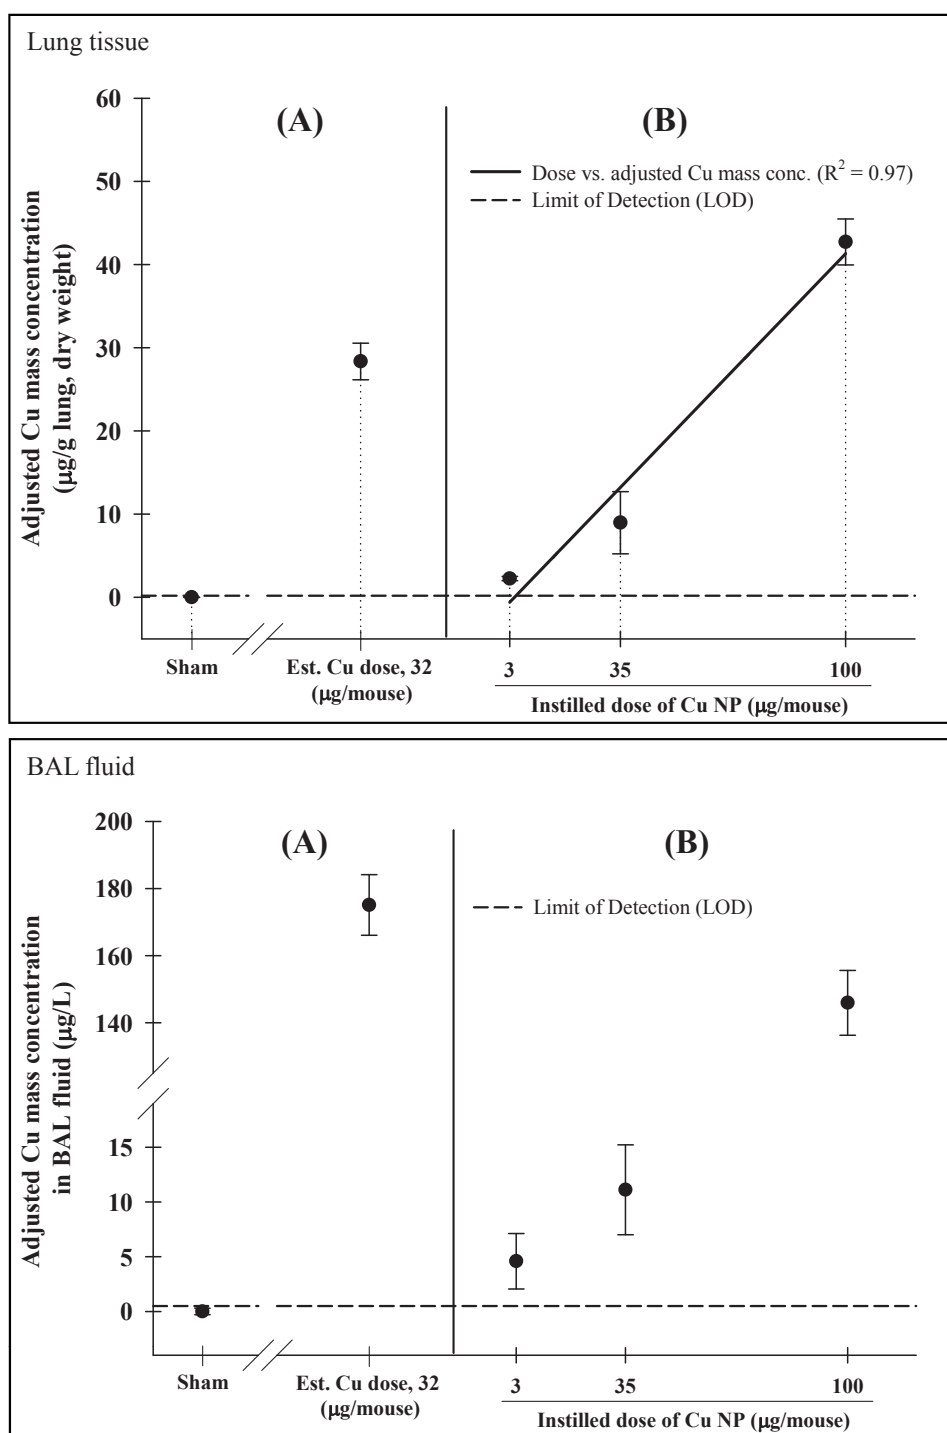 Lung tissue
(A)
(B)
60
50
40
30
20
10
0
Adjusted Cu mass concentration
(µg/g lung, dry weight)
Dose vs. adjusted Cu mass conc. (R² = 0.97)
Limit of Detection (LOD)
Sham
Est. Cu dose, 32
(µg/mouse)
3 35 100
Instilled dose of Cu NP (µg/mouse)
BAL fluid
(A)
(B)
200
180
160
140
15
10
5
0
Adjusted Cu mass concentration
in BAL fluid (µg/L)
Limit of Detection (LOD)
Sham
Est. Cu dose, 32
(µg/mouse)
3 35 100
Instilled dose of Cu NP (µg/mouse)